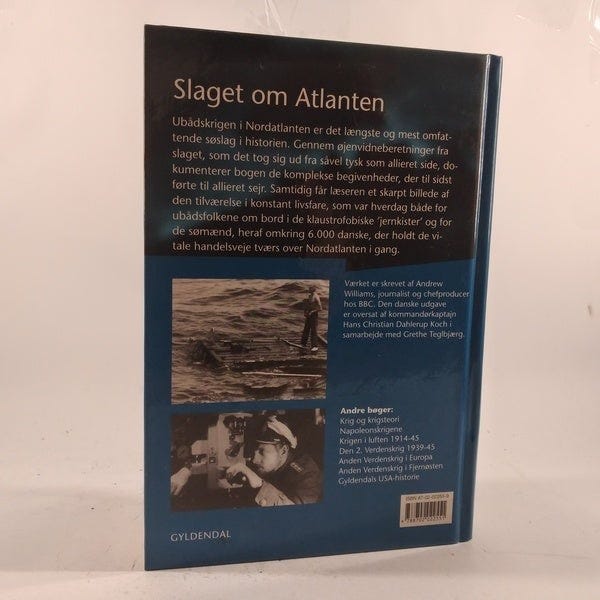 Slaget om Atlanten
Ubådskrigen i Nordatlanten er det længste og mest omfat-
tende søslag i historien. Gennem øjenvidneberetninger fra
slaget, som det tog sig ud fra såvel tysk som allieret side, do-
kumenterer bogen de komplekse begivenheder, der til sidst
førte til allieret sejr. Samtidig får læseren et skarpt billede af
den tilværelse i konstant livsfare, som var hverdag både for
ubådsfolkene om bord i de klaustrofobiske 'jernkister' og for
de sømænd, heraf omkring 6.000 danske, der holdt de vi-
tale handelsveje tværs over Nordatlanten i gang.
Værket er skrevet af Andrew
Williams, journalist og chefproducer
hos BBC. Den danske udgave
er oversat af kommandørkaptajn
Hans Christian Dahlerup Koch i
samarbejde med Grethe Teglbjærg.
Andre bøger:
Krig og krigsteori
Napoleonskrigene
Krigen i luften 1914-45
Den 2. Verdenskrig 1939-45
Anden Verdenskrig i Europa
Anden Verdenskrig i Fjernøsten
Gyldendals USA-historie
GYLDENDAL